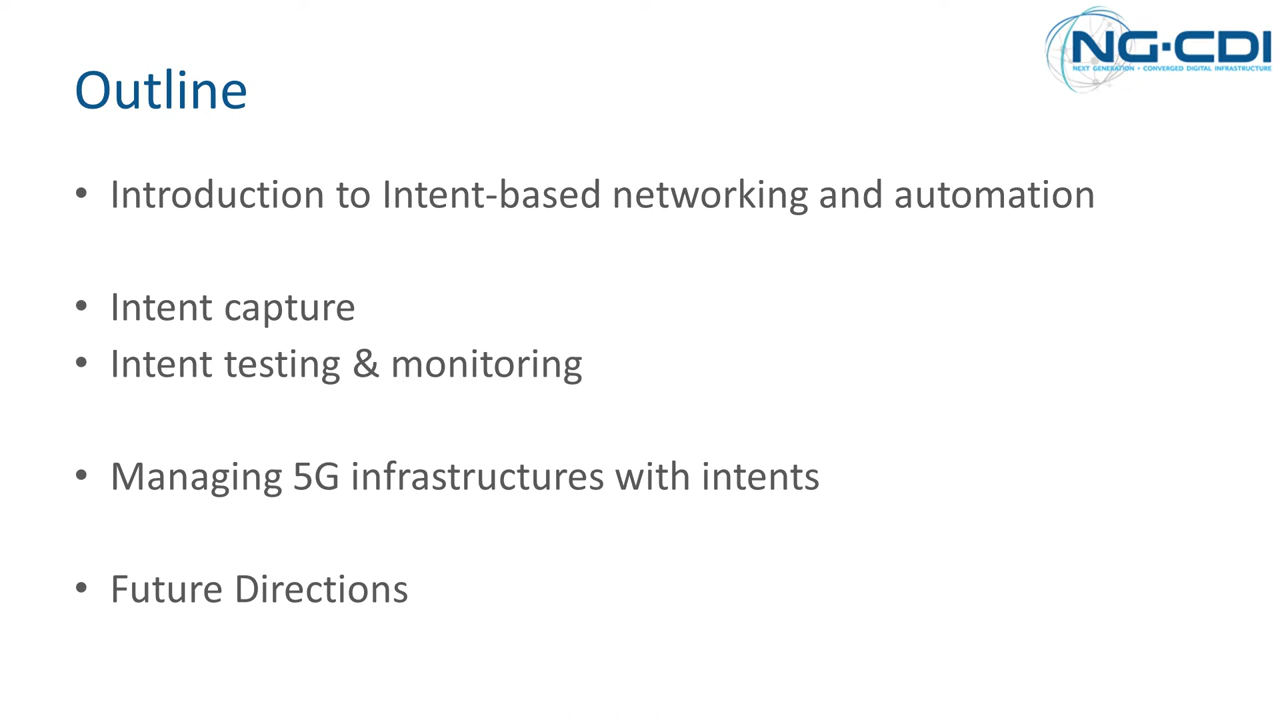 NG·CDI
NEXT GENERATION · CONVERGED DIGITAL INFRASTRUCTURE
Outline
• Introduction to Intent-based networking and automation
• Intent capture
• Intent testing & monitoring
• Managing 5G infrastructures with intents
• Future Directions